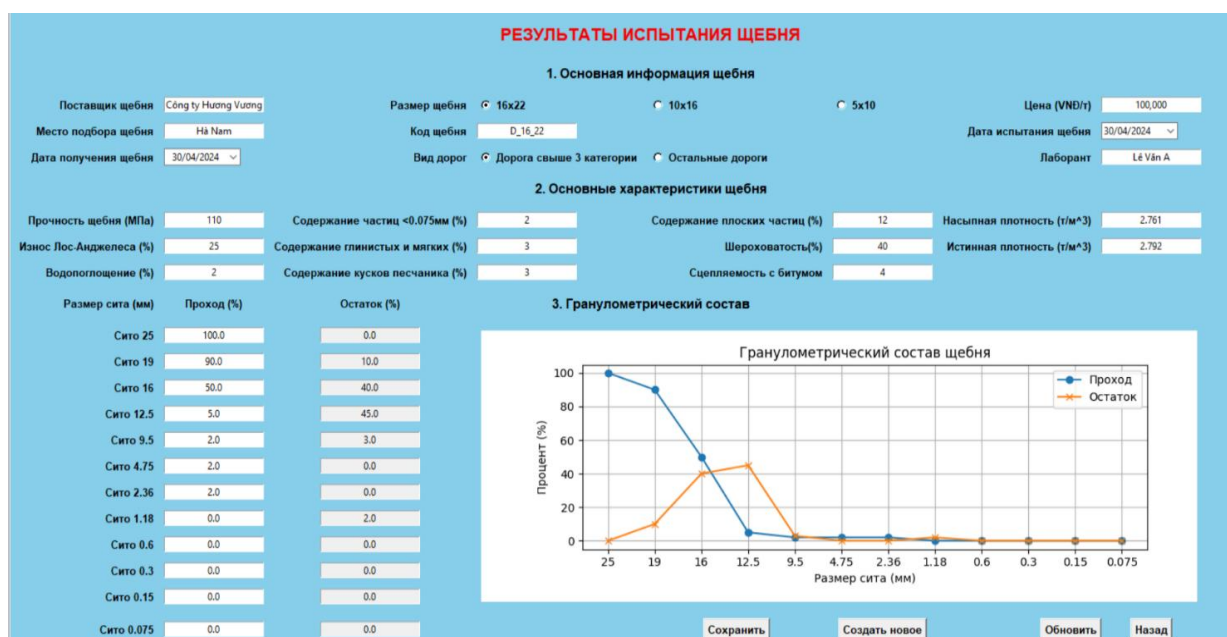 РЕЗУЛЬТАТЫ ИСПЫТАНИЯ ЩЕБНЯ
1. Основная информация щебня
Поставщик щебня Công ty Hương Vương Размер щебня 16x22 10x16 5x10 Цена (VNĐ/т) 100,000
Место подбора щебня Hà Nam Код щебня D_16_22 Дата испытания щебня 30/04/2024
Дата получения щебня 30/04/2024 Вид дорог Дорога свыше 3 категории Остальные дороги Лаборант Lê Văn A
2. Основные характеристики щебня
Прочность щебня (МПа) 110 Содержание частиц <0.075мм (%) 2 Содержание плоских частиц (%) 12 Насыпная плотность (т/м^3) 2.761
Износ Лос-Анджелеса (%) 25 Содержание глинистых и мягких (%) 3 Шероховатость(%) 40 Истинная плотность (т/м^3) 2.792
Водопоглощение (%) 2 Содержание кусков песчаника (%) 3 Сцепляемость с битумом 4
Размер сита (мм) Проход (%) Остаток (%) 3. Гранулометрический состав
Сито 25 100.0 0.0
Сито 19 90.0 10.0
Сито 16 50.0 40.0
Сито 12.5 5.0 45.0
Сито 9.5 2.0 3.0
Сито 4.75 2.0 0.0
Сито 2.36 2.0 0.0
Сито 1.18 0.0 2.0
Сито 0.6 0.0 0.0
Сито 0.3 0.0 0.0
Сито 0.15 0.0 0.0
Сито 0.075 0.0 0.0
Гранулометрический состав щебня
Проход
Остаток
Процент (%)
100
80
60
40
20
0
25 19 16 12.5 9.5 4.75 2.36 1.18 0.6 0.3 0.15 0.075
Размер сита (мм)
Сохранить Создать новое Обновить Назад